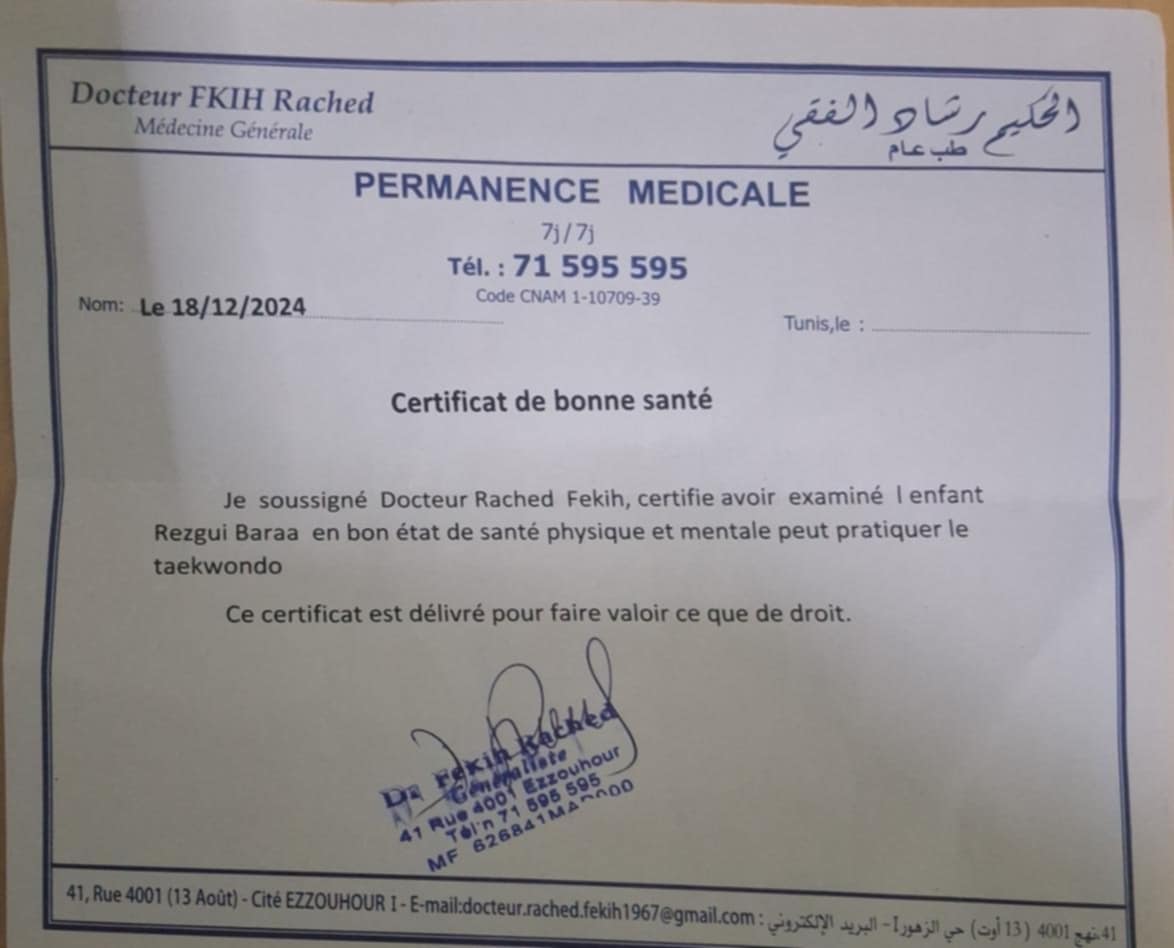 Docteur FKIH Rached
Médecine Générale
الحكيم رشاد الفقي
طب عام
PERMANENCE MEDICALE
7j/7j
Tél. : 71 595 595
Code CNAM 1-10709-39
Nom: Le 18/12/2024
Tunis,le :
Certificat de bonne santé
Je soussigné Docteur Rached Fekih, certifie avoir examiné l enfant
Rezgui Baraa en bon état de santé physique et mentale peut pratiquer le
taekwondo
Ce certificat est délivré pour faire valoir ce que de droit.
Dr Fekih Rached
Généraliste
41 Rue 4001 Ezzouhour
Tél'n 71 595 595
MF 626841
41, Rue 4001 (13 Août) - Cité EZZOUHOUR I - E-mail:docteur.rached.fekih1967@gmail.com : 41،نهج 4001 (13 أوت) حي الزهور I- البريد الإلكتروني